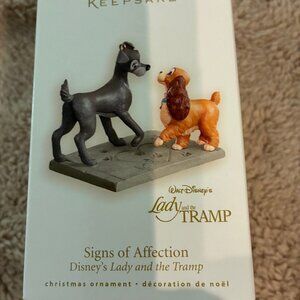 KEEPSAKE
Walt Disney's
Lady and the
TRAMP
Signs of Affection
Disney's Lady and the Tramp
christmas ornament • décoration de noël